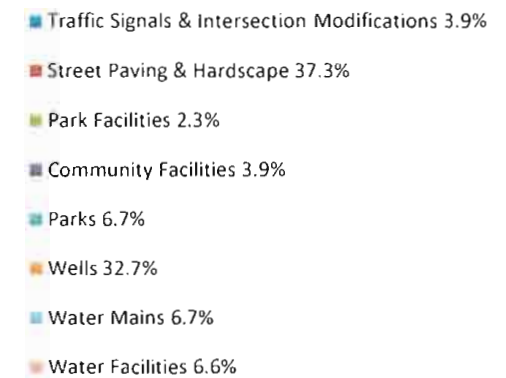 Traffic Signals & Intersection Modifications 3.9%
Street Paving & Hardscape 37.3%
Park Facilities 2.3%
Community Facilities 3.9%
Parks 6.7%
Wells 32.7%
Water Mains 6.7%
Water Facilities 6.6%